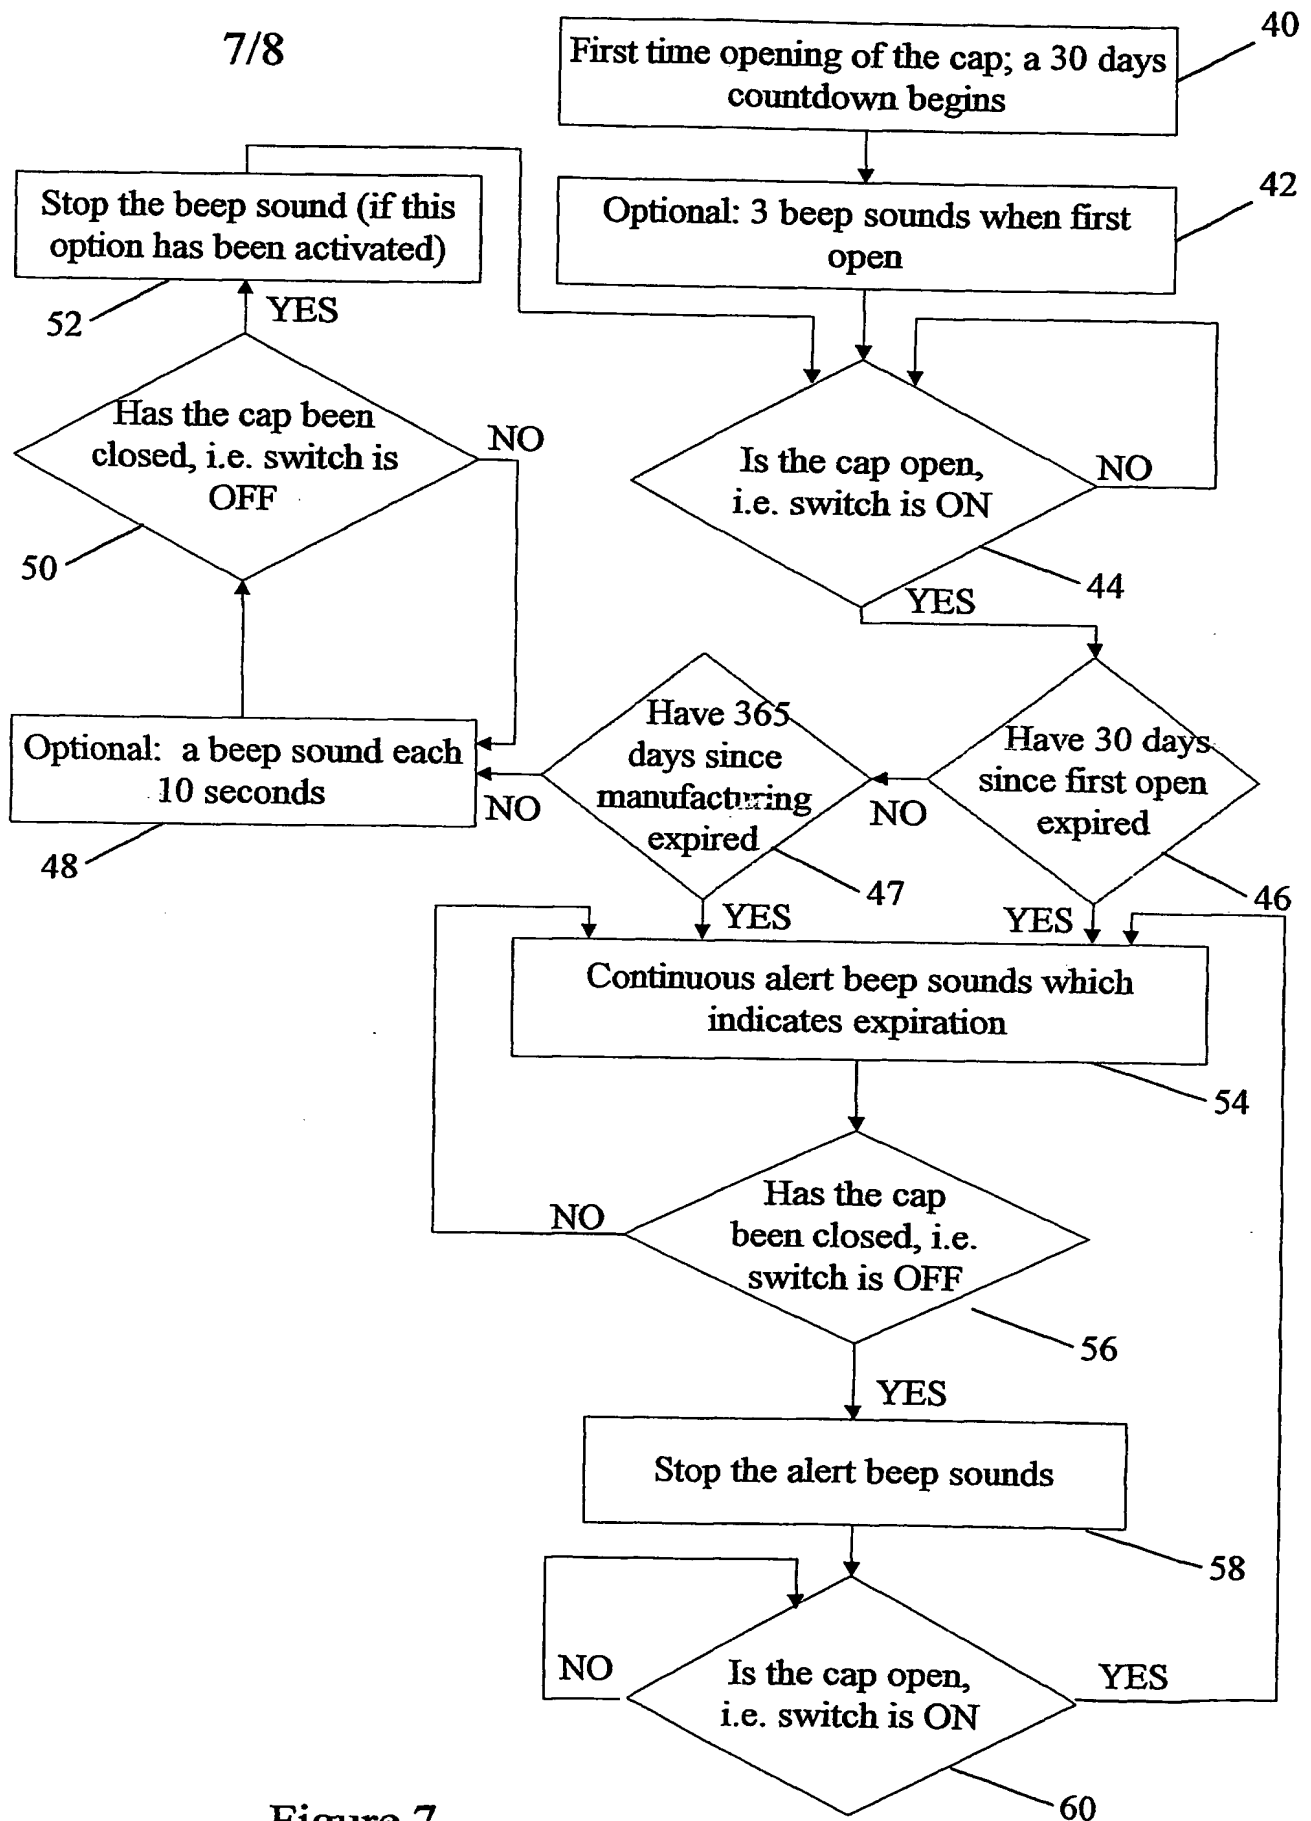 7/8
First time opening of the cap; a 30 days
countdown begins
40
Optional: 3 beep sounds when first
open
42
Stop the beep sound (if this
option has been activated)
52
YES
Has the cap been
closed, i.e. switch is
OFF
NO
50
Is the cap open,
i.e. switch is ON
NO
44
YES
Optional: a beep sound each
10 seconds
48
NO
Have 365
days since
manufacturing
expired
47
NO
Have 30 days
since first open
expired
46
YES
YES
Continuous alert beep sounds which
indicates expiration
54
Has the cap
been closed, i.e.
switch is OFF
NO
56
YES
Stop the alert beep sounds
58
Is the cap open,
i.e. switch is ON
NO
YES
60
Figure 7